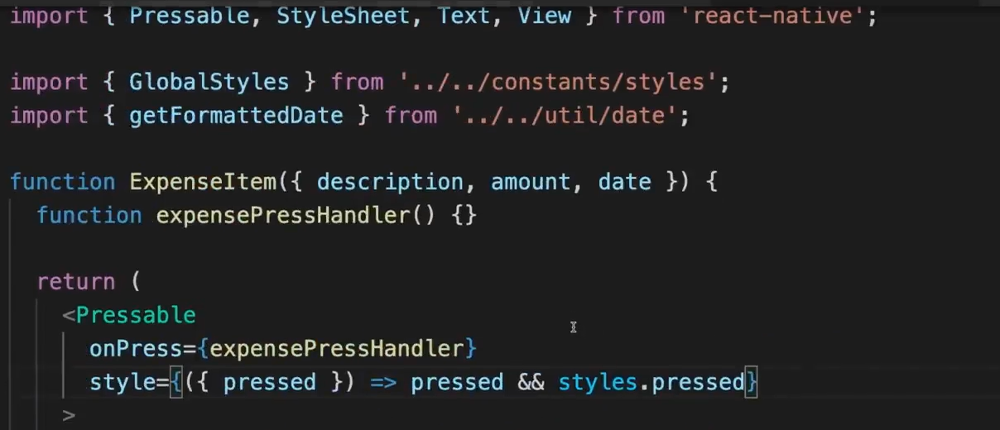 import { Pressable, StyleSheet, Text, View } from 'react-native';
import { GlobalStyles } from '../../constants/styles';
import { getFormattedDate } from '../../util/date';
function ExpenseItem({ description, amount, date }) {
function expensePressHandler() {}
return (
<Pressable
onPress={expensePressHandler}
style={({ pressed }) => pressed && styles.pressed}
>